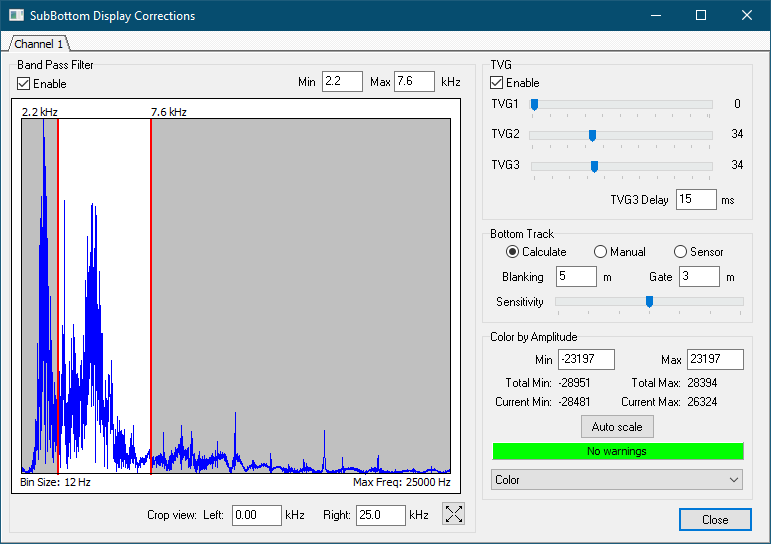 SubBottom Display Corrections
Channel 1
Band Pass Filter
Enable
Min 2.2 Max 7.6 kHz
2.2 kHz 7.6 kHz
Bin Size: 12 Hz Max Freq: 25000 Hz
Crop view: Left: 0.00 kHz Right: 25.0 kHz
TVG
Enable
TVG1 0
TVG2 34
TVG3 34
TVG3 Delay 15 ms
Bottom Track
Calculate Manual Sensor
Blanking 5 m Gate 3 m
Sensitivity
Color by Amplitude
Min -23197 Max 23197
Total Min: -28951 Total Max: 28394
Current Min: -28481 Current Max: 26324
Auto scale
No warnings
Color
Close